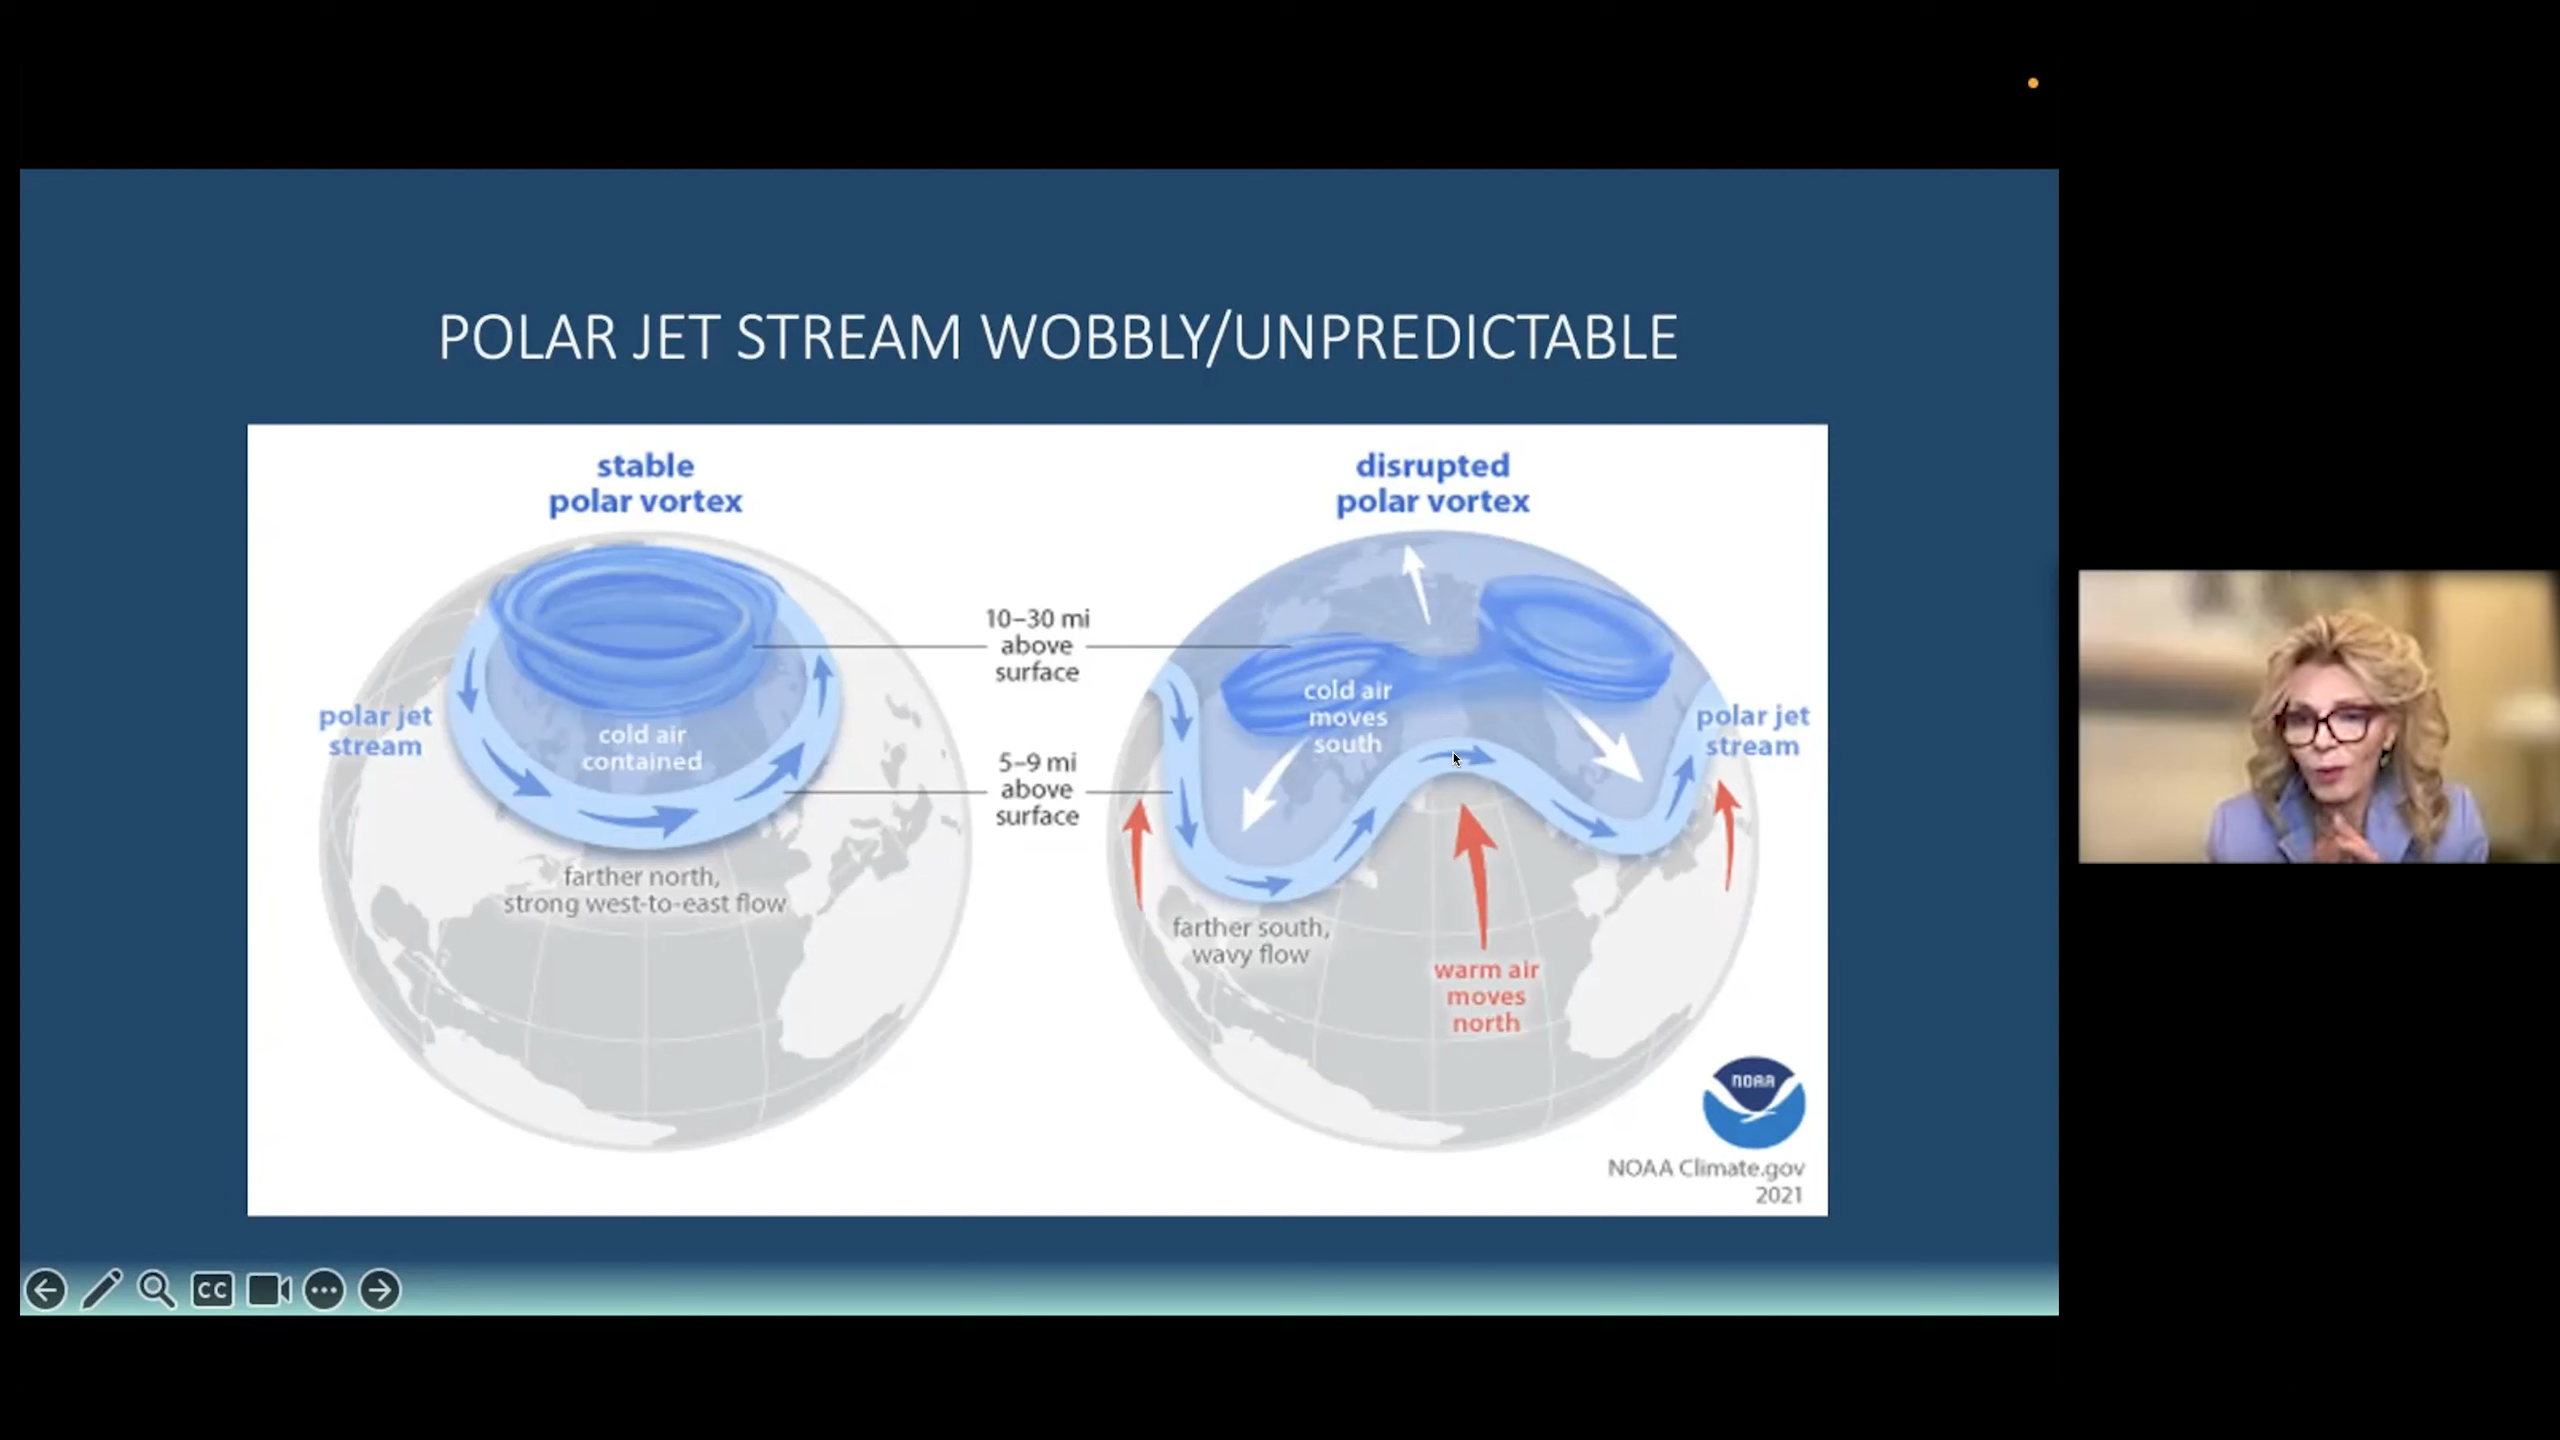 POLAR JET STREAM WOBBLY/UNPREDICTABLE
stable
polar vortex
disrupted
polar vortex
10–30 mi
above
surface
polar jet
stream
cold air
contained
cold air
moves
south
polar jet
stream
5–9 mi
above
surface
farther north,
strong west-to-east flow
farther south,
wavy flow
warm air
moves
north
NOAA
NOAA Climate.gov
2021
CC